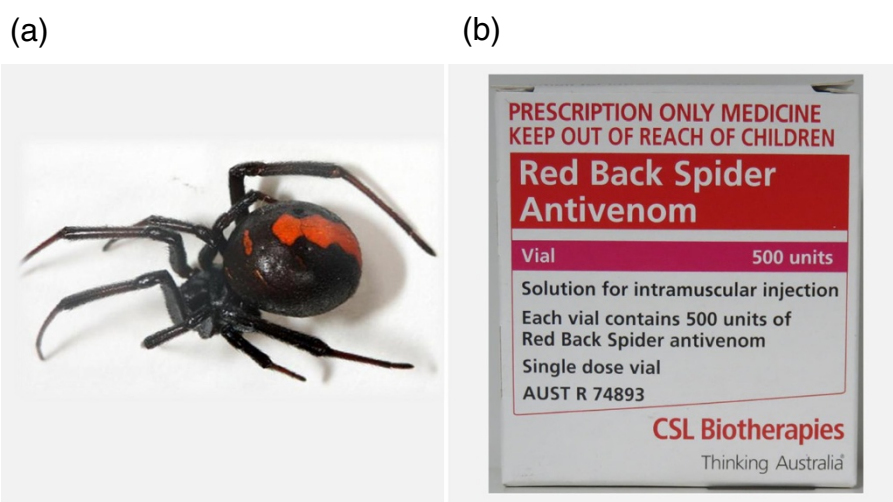 (a)
(b)
PRESCRIPTION ONLY MEDICINE
KEEP OUT OF REACH OF CHILDREN
Red Back Spider
Antivenom
Vial 500 units
Solution for intramuscular injection
Each vial contains 500 units of
Red Back Spider antivenom
Single dose vial
AUST R 74893
CSL Biotherapies
Thinking Australia